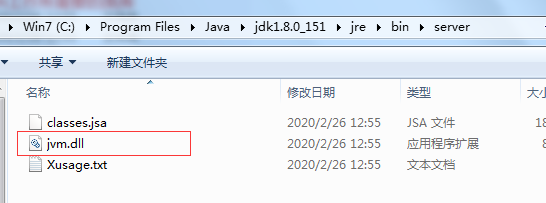 Win7 (C:) Program Files Java jdk1.8.0_151 jre bin server
共享 新建文件夹
名称 修改日期 类型 大小
classes.jsa 2020/2/26 12:55 JSA 文件 18
jvm.dll 2020/2/26 12:55 应用程序扩展 8
Xusage.txt 2020/2/26 12:55 文本文档